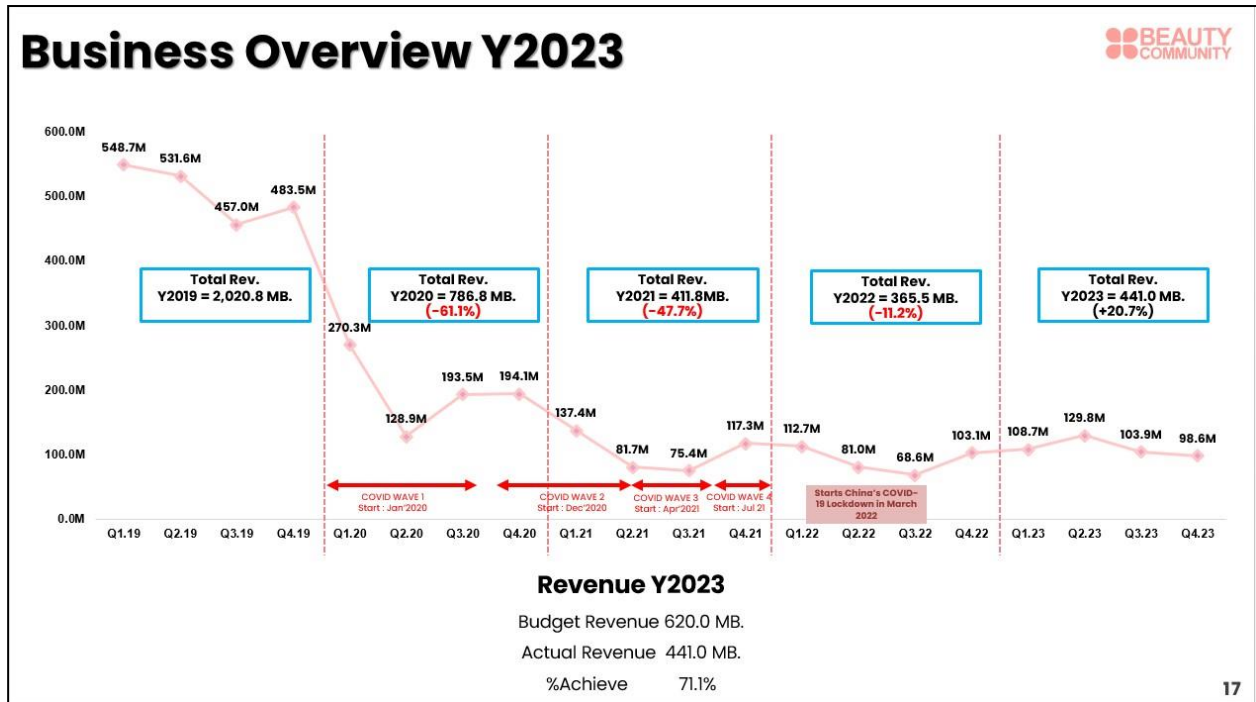 Business Overview Y2023
BEAUTY
COMMUNITY
600.0M
500.0M
400.0M
300.0M
200.0M
100.0M
0.0M
548.7M
531.6M
457.0M
483.5M
270.3M
128.9M
193.5M
194.1M
137.4M
81.7M
75.4M
117.3M
112.7M
81.0M
68.6M
103.1M
108.7M
129.8M
103.9M
98.6M
Total Rev.
Y2019 = 2,020.8 MB.
Total Rev.
Y2020 = 786.8 MB.
(-61.1%)
Total Rev.
Y2021 = 411.8MB.
(-47.7%)
Total Rev.
Y2022 = 365.5 MB.
(-11.2%)
Total Rev.
Y2023 = 441.0 MB.
(+20.7%)
COVID WAVE 1
Start : Jan'2020
COVID WAVE 2
Start : Dec'2020
COVID WAVE 3
Start : Apr'2021
COVID WAVE 4
Start : Jul 21
Starts China's COVID-
19 Lockdown in March
2022
Q1.19 Q2.19 Q3.19 Q4.19 Q1.20 Q2.20 Q3.20 Q4.20 Q1.21 Q2.21 Q3.21 Q4.21 Q1.22 Q2.22 Q3.22 Q4.22 Q1.23 Q2.23 Q3.23 Q4.23
Revenue Y2023
Budget Revenue 620.0 MB.
Actual Revenue 441.0 MB.
%Achieve 71.1%
17